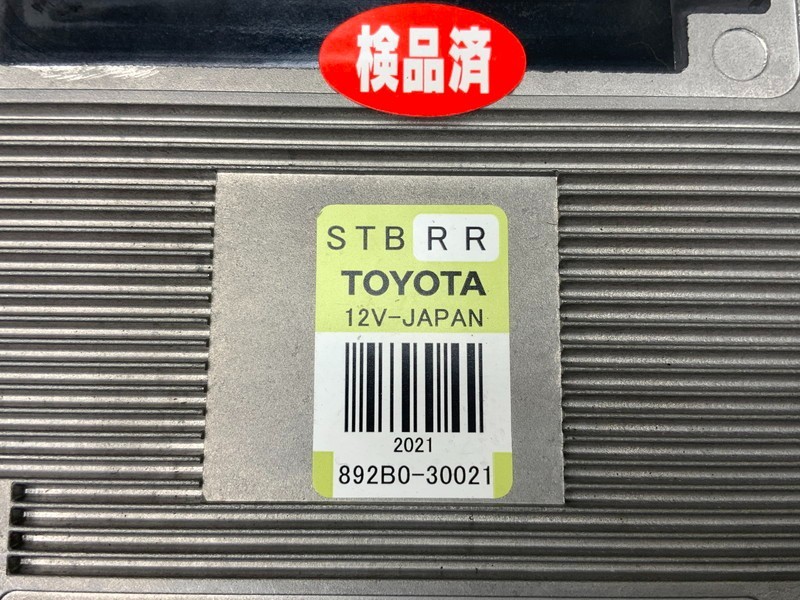 検品済
STB RR
TOYOTA
12V-JAPAN
2021
892B0-30021